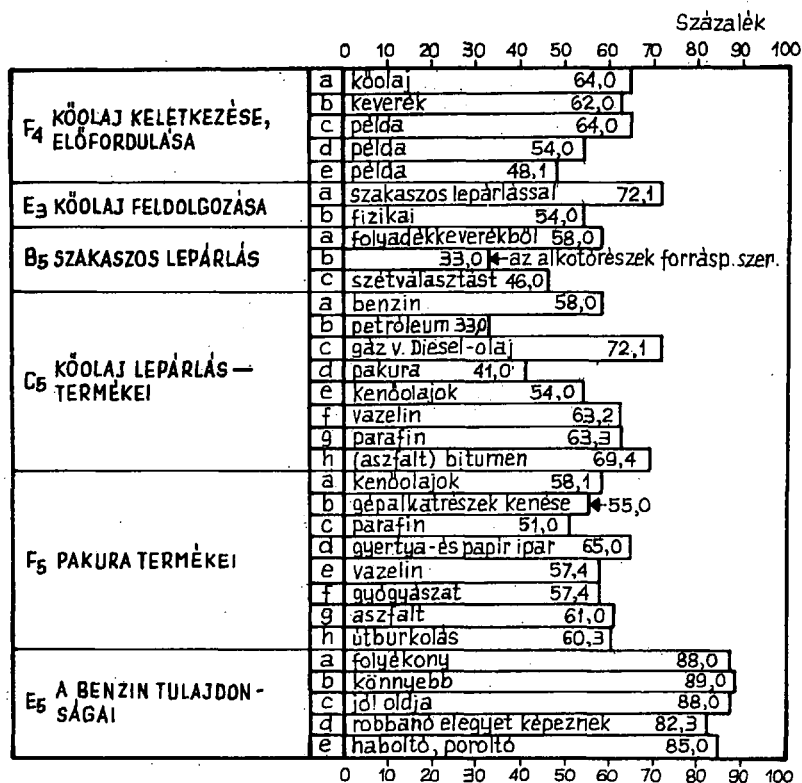 Százalék
0 10 20 30 40 50 60 70 80 90 100
F4 KŐOLAJ KELETKEZÉSE, ELŐFORDULÁSA
a kőolaj 64,0
b keverék 62,0
c példa 64,0
d példa 54,0
e példa 48,1
E3 KŐOLAJ FELDOLGOZÁSA
a szakaszos lepárlással 72,1
b fizikai 54,0
B5 SZAKASZOS LEPÁRLÁS
a folyadékkeverékből 58,0
b 33,0 az alkotórészek forrásp. szer.
c szétválasztást 46,0
C5 KŐOLAJ LEPÁRLÁS— TERMÉKEI
a benzin 58,0
b petróleum 33,0
c gáz v. Diesel-olaj 72,1
d pakura 41,0
e kenőolajok 54,0
f vazelin 63,2
g parafin 63,3
h (aszfalt) bitumen 69,4
F5 PAKURA TERMÉKEI
a kenőolajok 58,1
b gépalkatrészek kenése 55,0
c parafin 51,0
d gyertya- és papír ipar 65,0
e vazelin 57,4
f gyógyászat 57,4
g aszfalt 61,0
h útburkolás 60,3
E5 A BENZIN TULAJDON- SÁGAI
a folyékony 88,0
b könnyebb 89,0
c jól oldja 88,0
d robbanó elegyet képeznek 82,3
e haboltó, poroltó 85,0
0 10 20 30 40 50 60 70 80 90 100